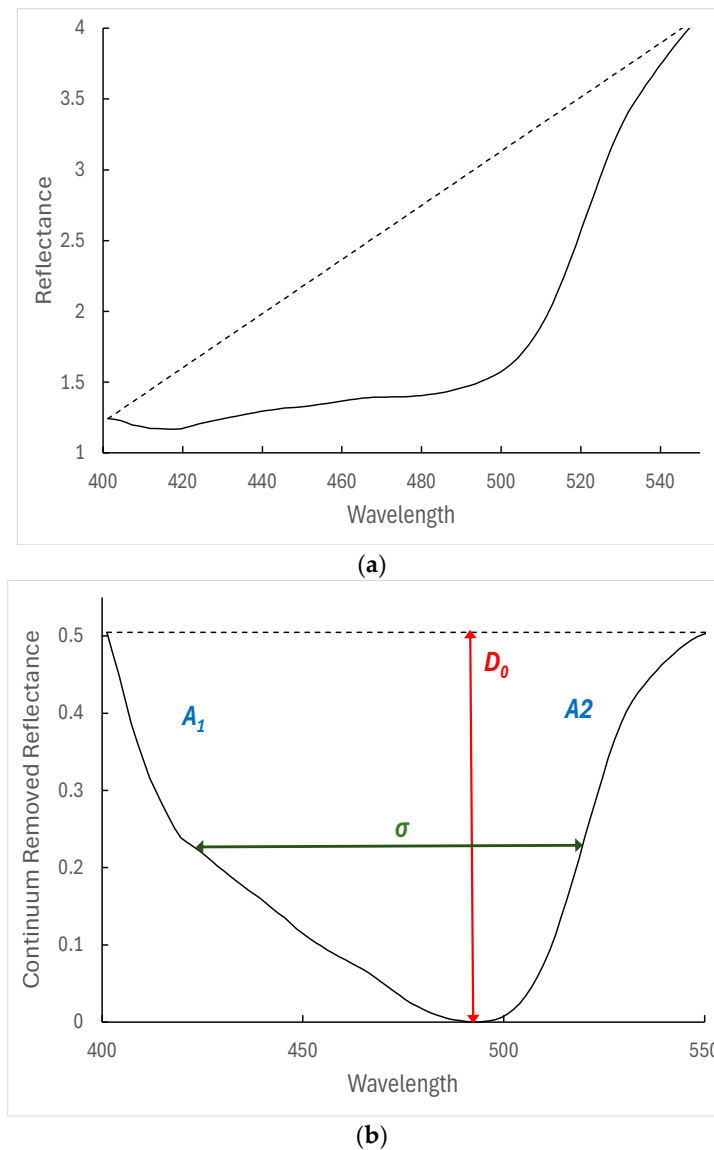 4
3.5
3
2.5
2
1.5
1
Reflectance
400 420 440 460 480 500 520 540
Wavelength
(a)
0.5
0.4
0.3
0.2
0.1
0
Continuum Removed Reflectance
D0
A1
A2
σ
400 450 500 550
Wavelength
(b)